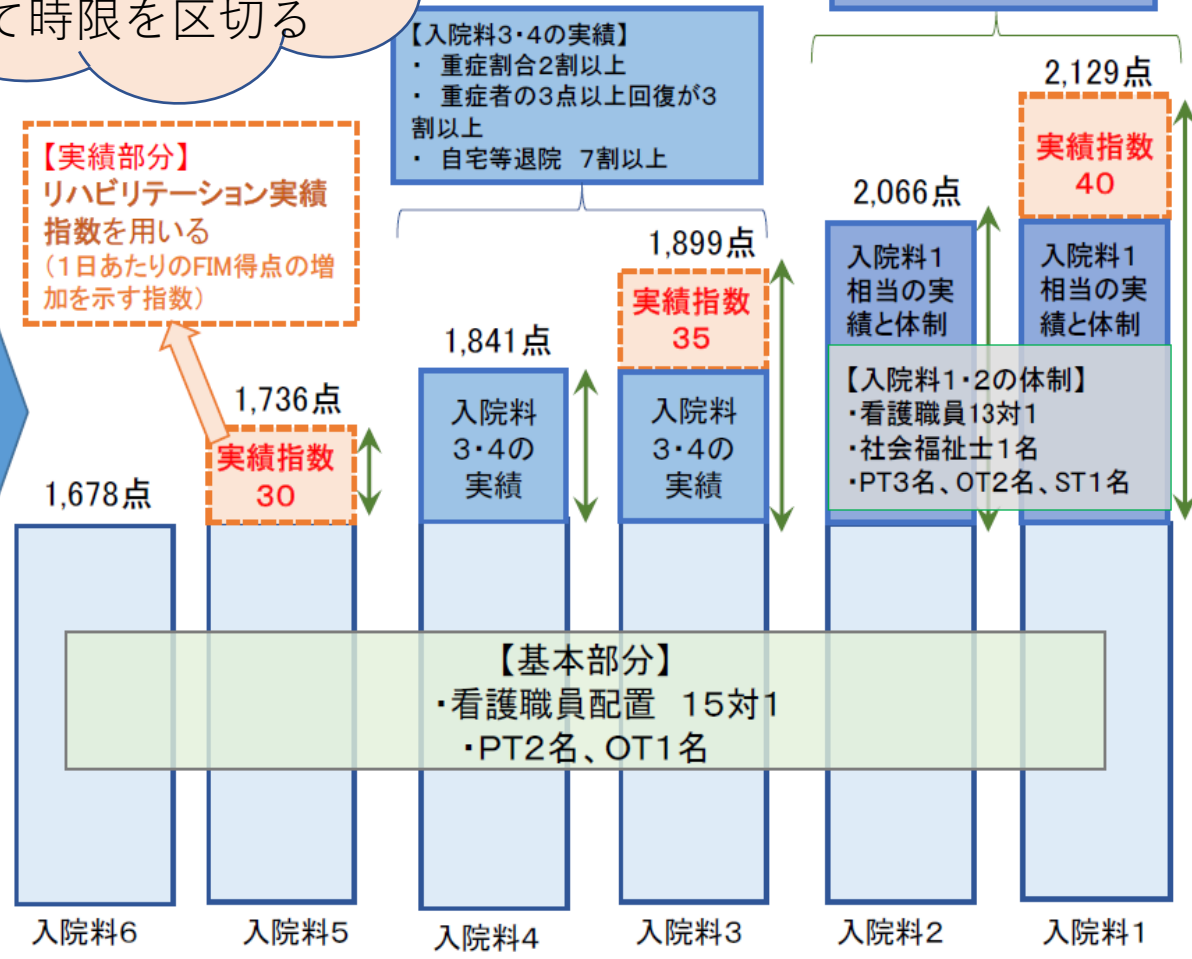 て時限を区切る
【入院料3・4の実績】
・ 重症割合2割以上
・ 重症者の3点以上回復が3
割以上
・ 自宅等退院 7割以上
【実績部分】
リハビリテーション実績
指数を用いる
(1日あたりのFIM得点の増
加を示す指数)
1,678点
1,736点
実績指数
30
1,841点
入院料
3・4の
実績
1,899点
実績指数
35
入院料
3・4の
実績
2,066点
入院料1
相当の実
績と体制
2,129点
実績指数
40
入院料1
相当の実
績と体制
【入院料1・2の体制】
・看護職員13対1
・社会福祉士1名
・PT3名、OT2名、ST1名
【基本部分】
・看護職員配置 15対1
・PT2名、OT1名
入院料6
入院料5
入院料4
入院料3
入院料2
入院料1